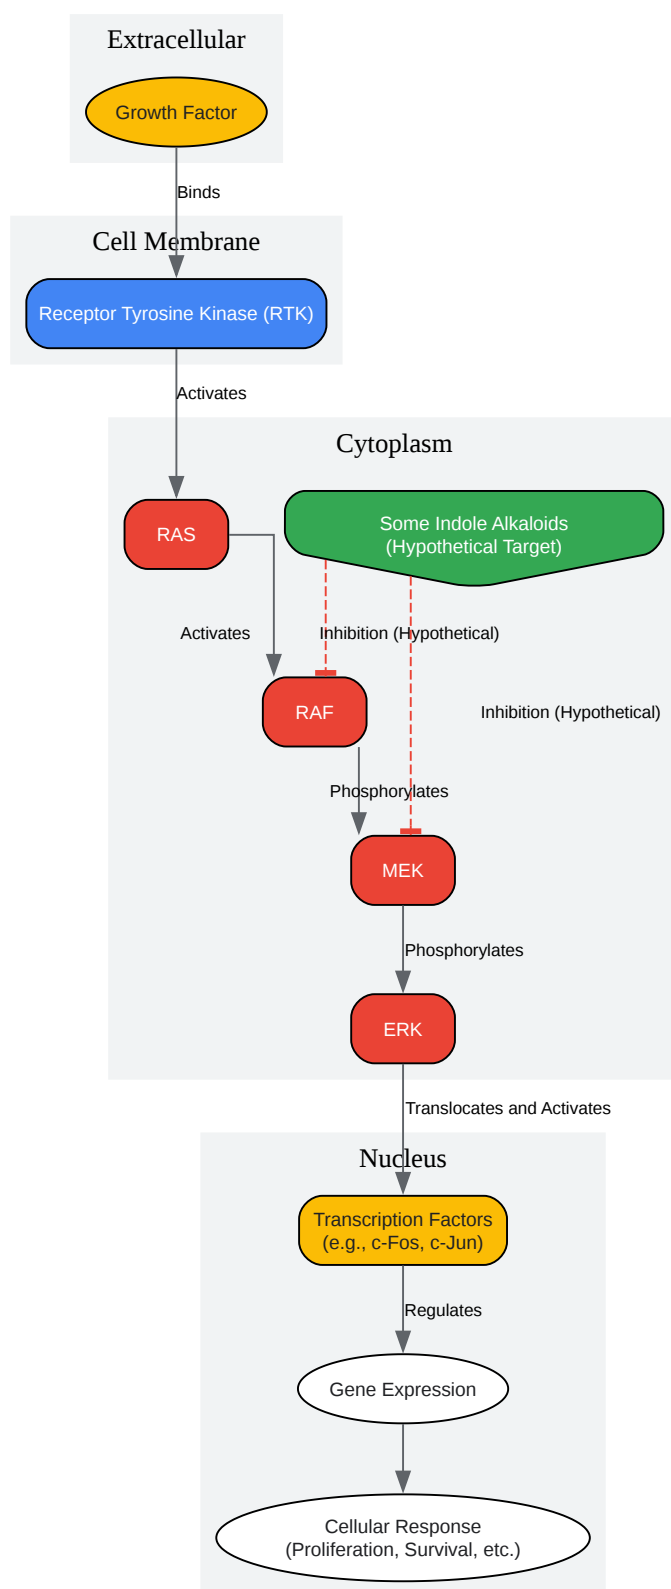 Extracellular
Growth Factor
Binds
Cell Membrane
Receptor Tyrosine Kinase (RTK)
Activates
Cytoplasm
RAS
Some Indole Alkaloids
(Hypothetical Target)
Activates
Inhibition (Hypothetical)
RAF
Inhibition (Hypothetical)
Phosphorylates
MEK
Phosphorylates
ERK
Translocates and Activates
Nucleus
Transcription Factors
(e.g., c-Fos, c-Jun)
Regulates
Gene Expression
Cellular Response
(Proliferation, Survival, etc.)